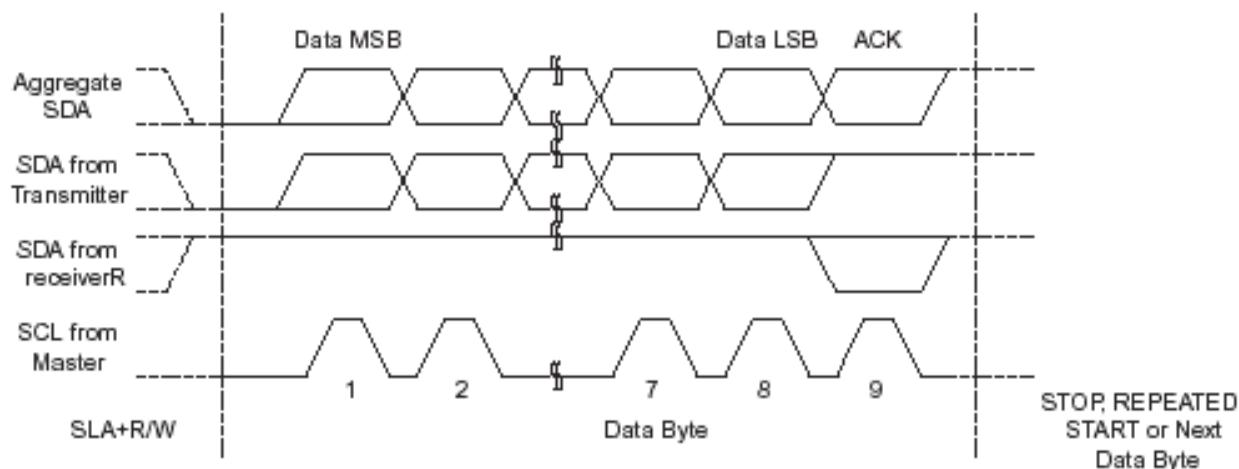 Data MSB
Data LSB
ACK
Aggregate
SDA
SDA from
Transmitter
SDA from
receiverR
SCL from
Master
1
2
7
8
9
SLA+R/W
Data Byte
STOP, REPEATED
START or Next
Data Byte